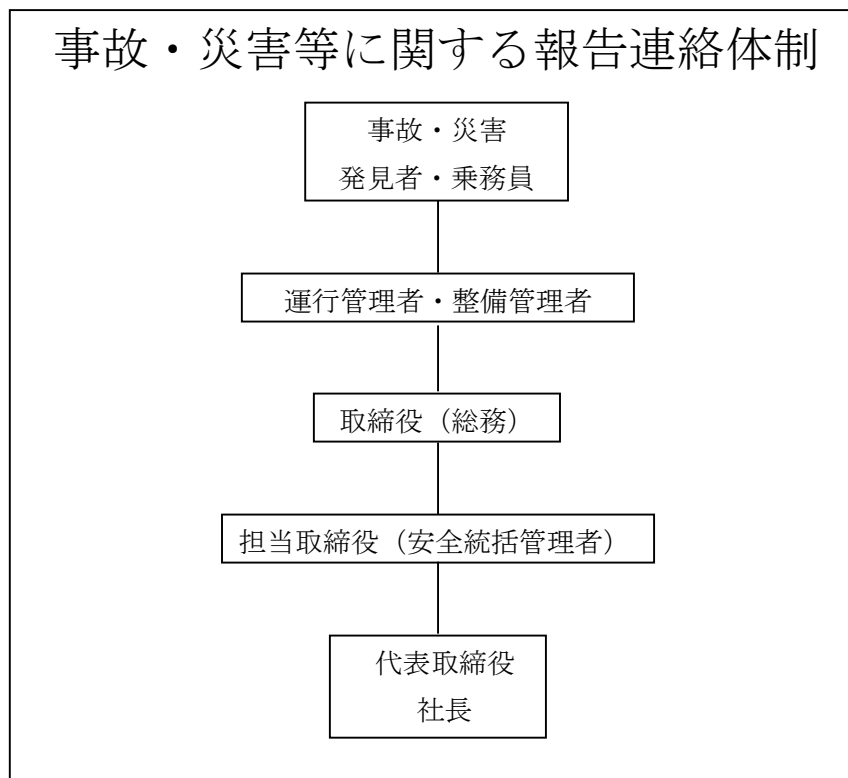 事故・災害等に関する報告連絡体制
事故・災害
発見者・乗務員
運行管理者・整備管理者
取締役（総務）
担当取締役（安全統括管理者）
代表取締役
社長